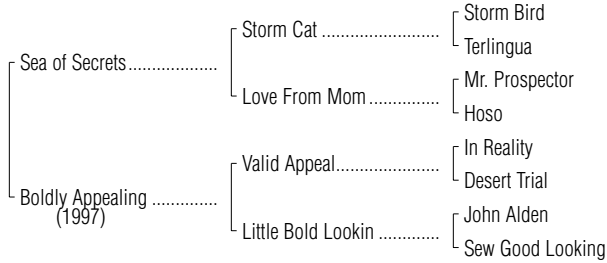 Storm Bird
Storm Cat ........................
Terlingua
Sea of Secrets..................
Mr. Prospector
Love From Mom ..............
Hoso
In Reality
Valid Appeal.....................
Desert Trial
Boldly Appealing .............
(1997)
John Alden
Little Bold Lookin ............
Sew Good Looking